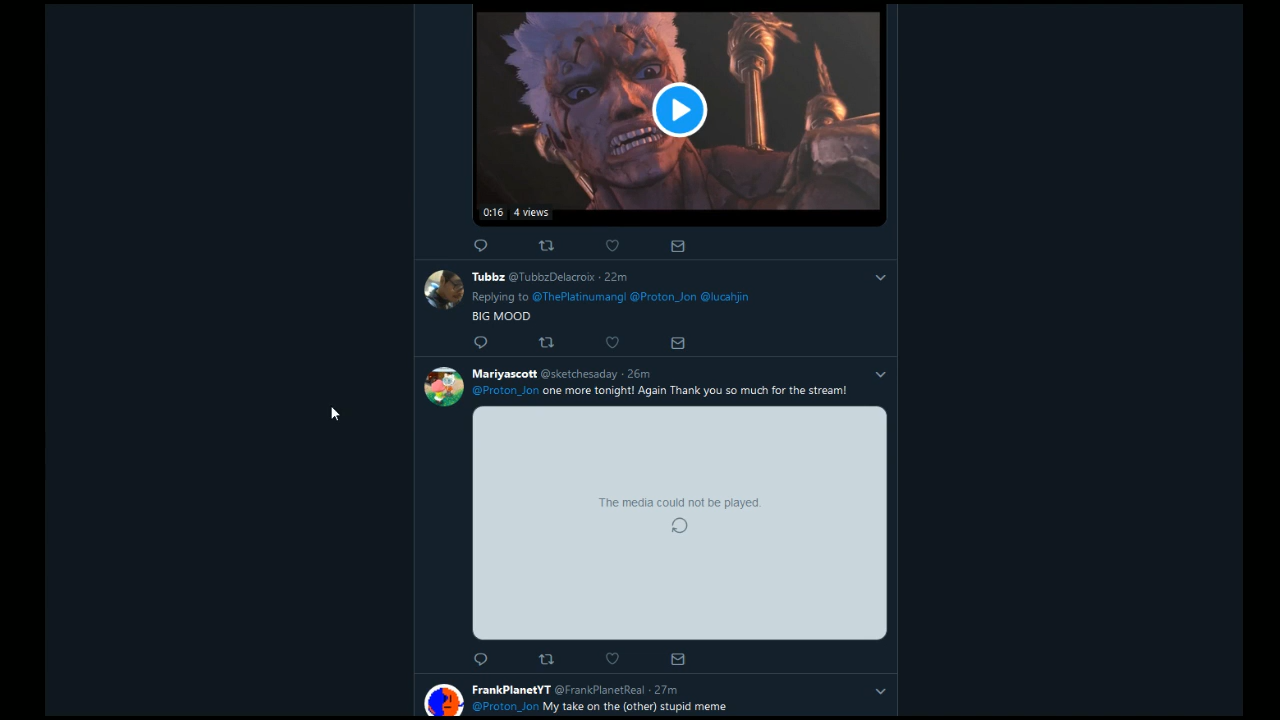 0:16 4 views
Tubbz @TubbzDelacroix · 22m
Replying to @ThePlatinumangl @Proton_Jon @lucahjin
BIG MOOD
Mariyascott @sketchesaday · 26m
@Proton_Jon one more tonight! Again Thank you so much for the stream!
The media could not be played.
FrankPlanetYT @FrankPlanetReal · 27m
@Proton_Jon My take on the (other) stupid meme